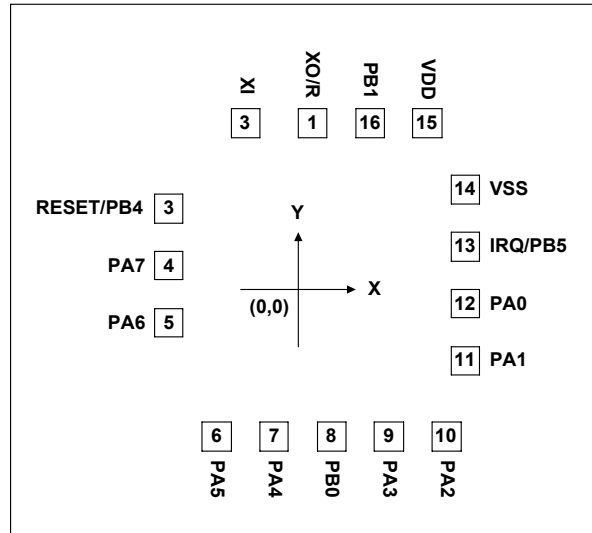 XI XO/R PB1 VDD
3 1 16 15
14 VSS
RESET/PB4 3
Y
13 IRQ/PB5
PA7 4
X
(0,0)
12 PA0
PA6 5
11 PA1
6 7 8 9 10
PA5 PA4 PB0 PA3 PA2